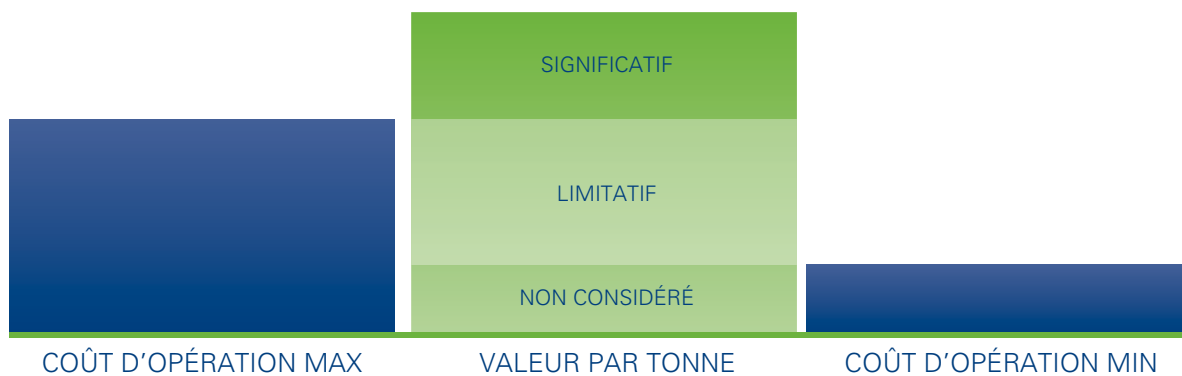 SIGNIFICATIF
LIMITATIF
NON CONSIDÉRÉ
COÛT D’OPÉRATION MAX
VALEUR PAR TONNE
COÛT D’OPÉRATION MIN